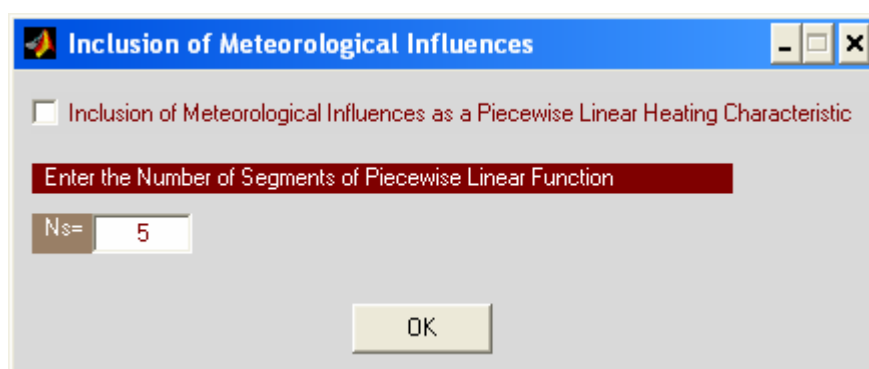 Inclusion of Meteorological Influences
Inclusion of Meteorological Influences as a Piecewise Linear Heating Characteristic
Enter the Number of Segments of Piecewise Linear Function
Ns= 5
OK